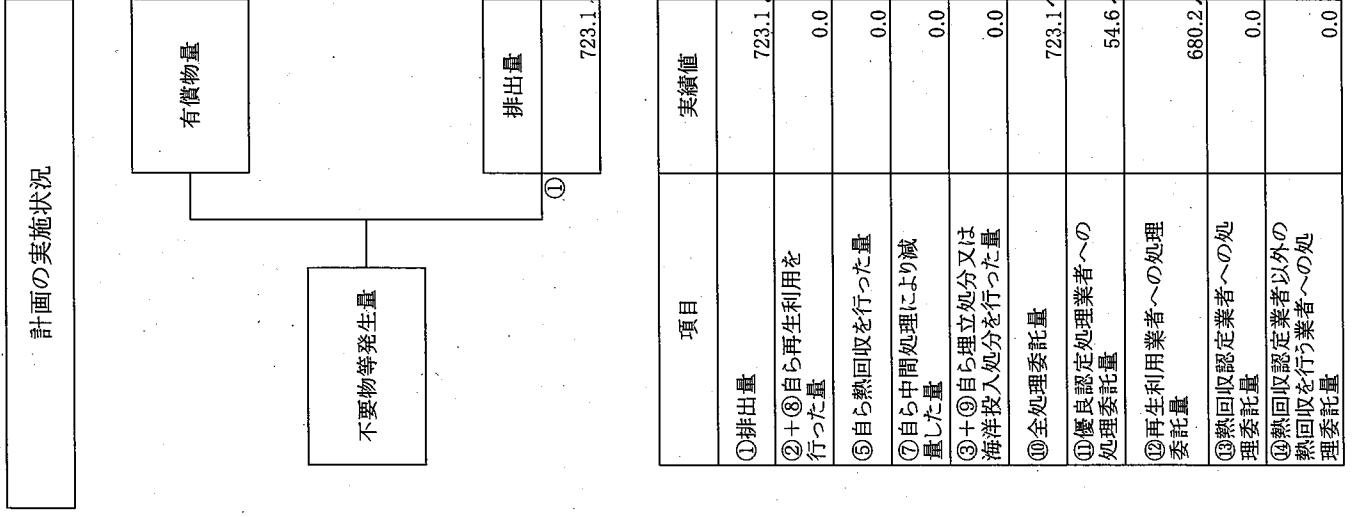 計画の実施状況
不要物等発生量
有償物量
排出量
①
723.1
項目
実績値
①排出量
723.1
②+⑧自ら再生利用を
行った量
0.0
⑤自ら熱回収を行った量
0.0
⑦自ら中間処理により減
量した量
0.0
③+⑨自ら埋立処分又は
海洋投入処分を行った量
0.0
⑩全処理委託量
723.1
⑪優良認定処理業者への
処理委託量
54.6
⑫再生利用業者への処理
委託量
680.2
⑬熱回収認定業者への処
理委託量
0.0
⑭熱回収認定業者以外の
熱回収を行う業者への処
理委託量
0.0